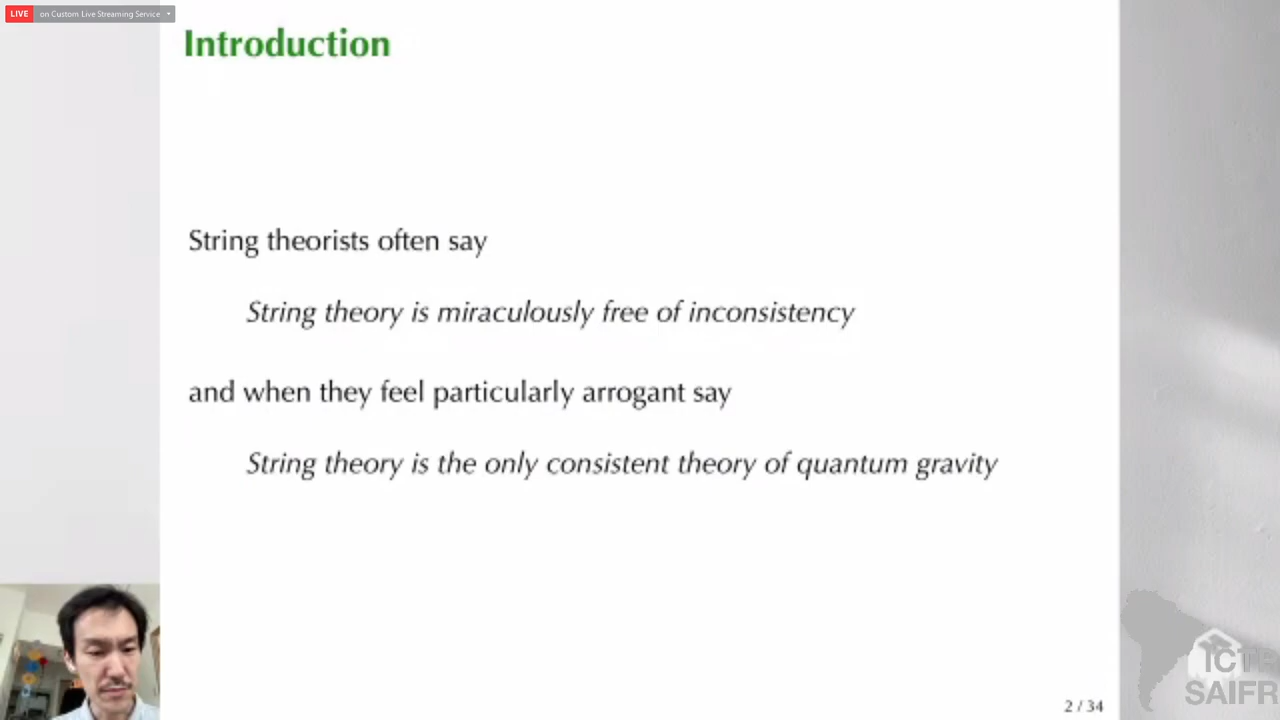 LIVE on Custom Live Streaming Service
Introduction
String theorists often say
String theory is miraculously free of inconsistency
and when they feel particularly arrogant say
String theory is the only consistent theory of quantum gravity
2 / 34
ICTP
SAIFR